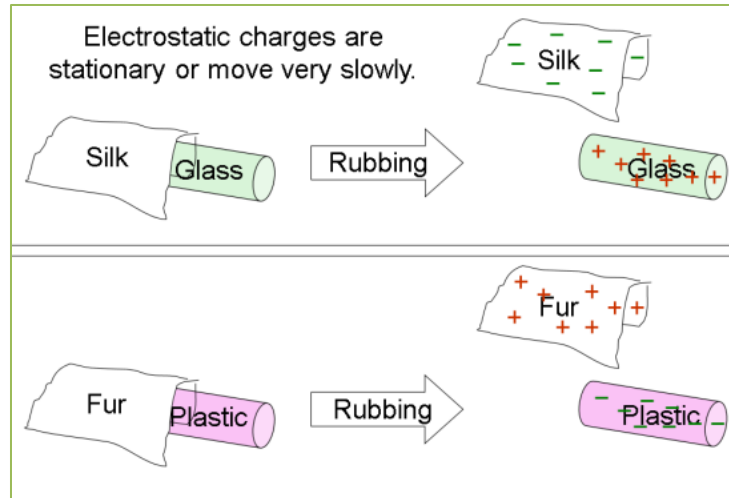 Electrostatic charges are
stationary or move very slowly.
Silk
Silk
Glass
Rubbing
Glass
Fur
Fur
Plastic
Rubbing
Plastic